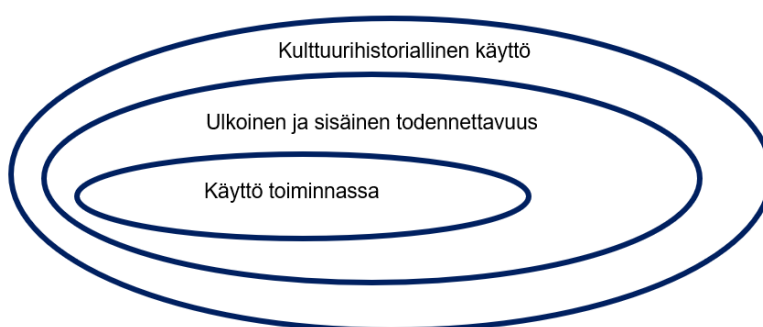 Kulttuurihistoriallinen käyttö
Ulkoinen ja sisäinen todennettavuus
Käyttö toiminnassa